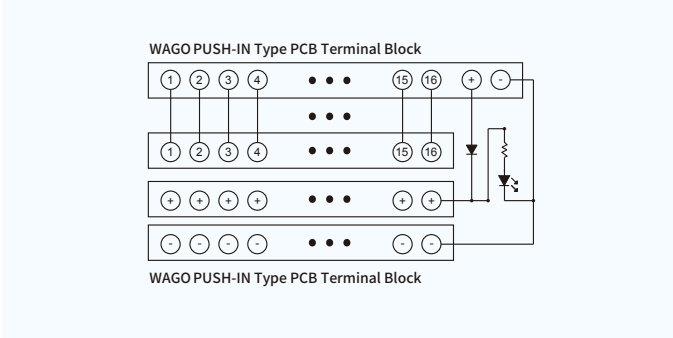 WAGO PUSH-IN Type PCB Terminal Block
1 2 3 4 ● ● ● 15 16 + -
● ● ●
1 2 3 4 ● ● ● 15 16
+ + + + ● ● ● + +
- - - - ● ● ● - -
WAGO PUSH-IN Type PCB Terminal Block